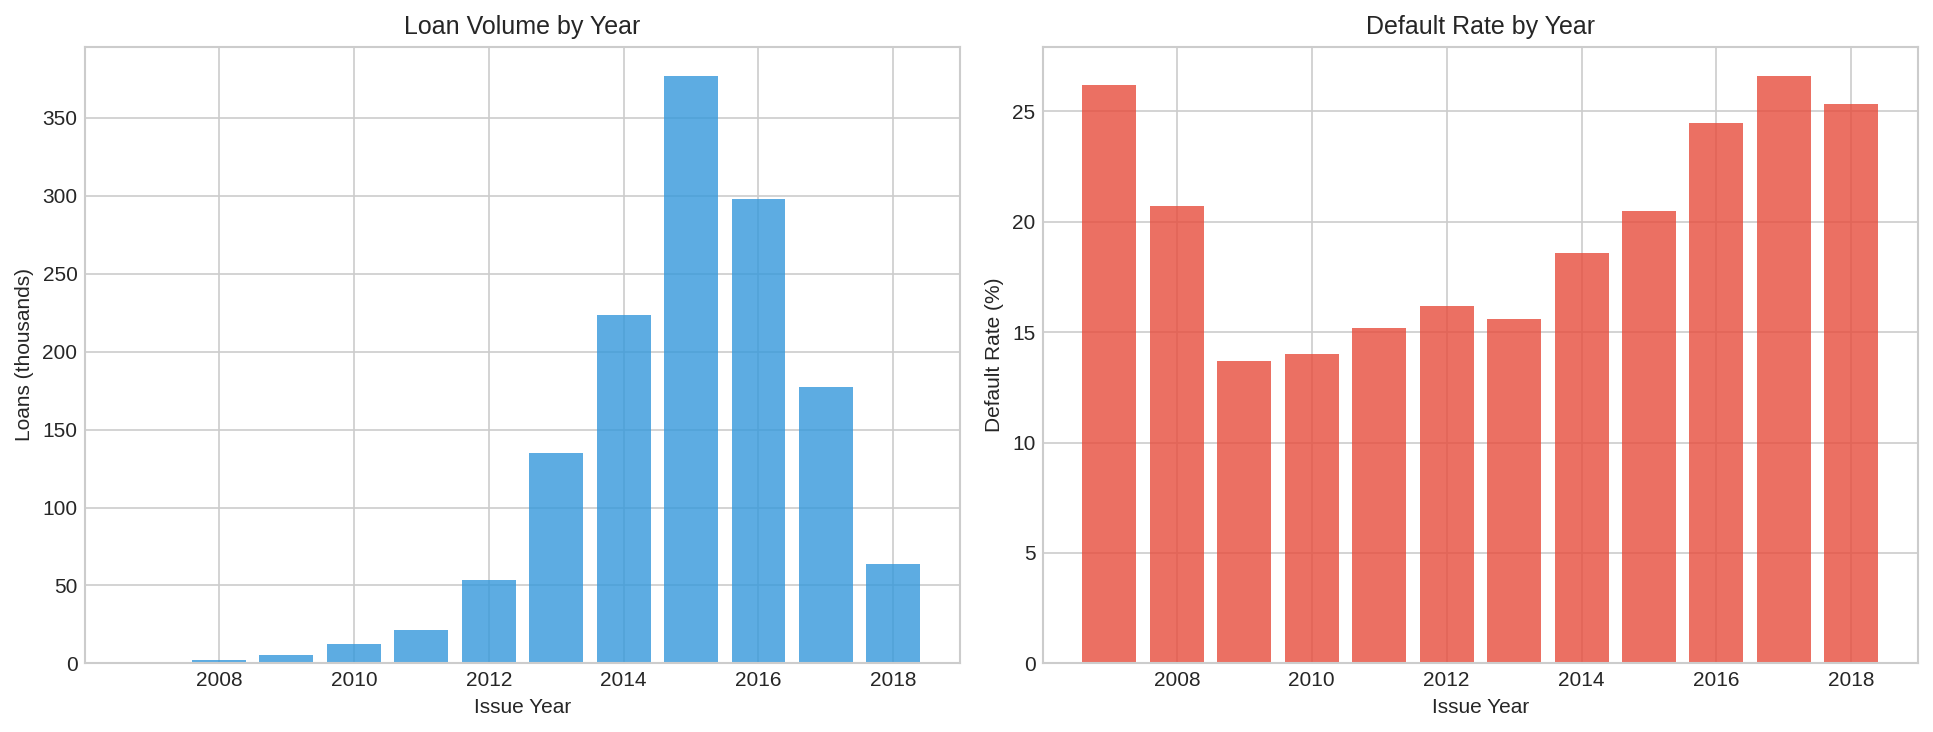 Loan Volume by Year
Loans (thousands)
350
300
250
200
150
100
50
0
2008 2010 2012 2014 2016 2018
Issue Year
Default Rate by Year
Default Rate (%)
25
20
15
10
5
0
2008 2010 2012 2014 2016 2018
Issue Year